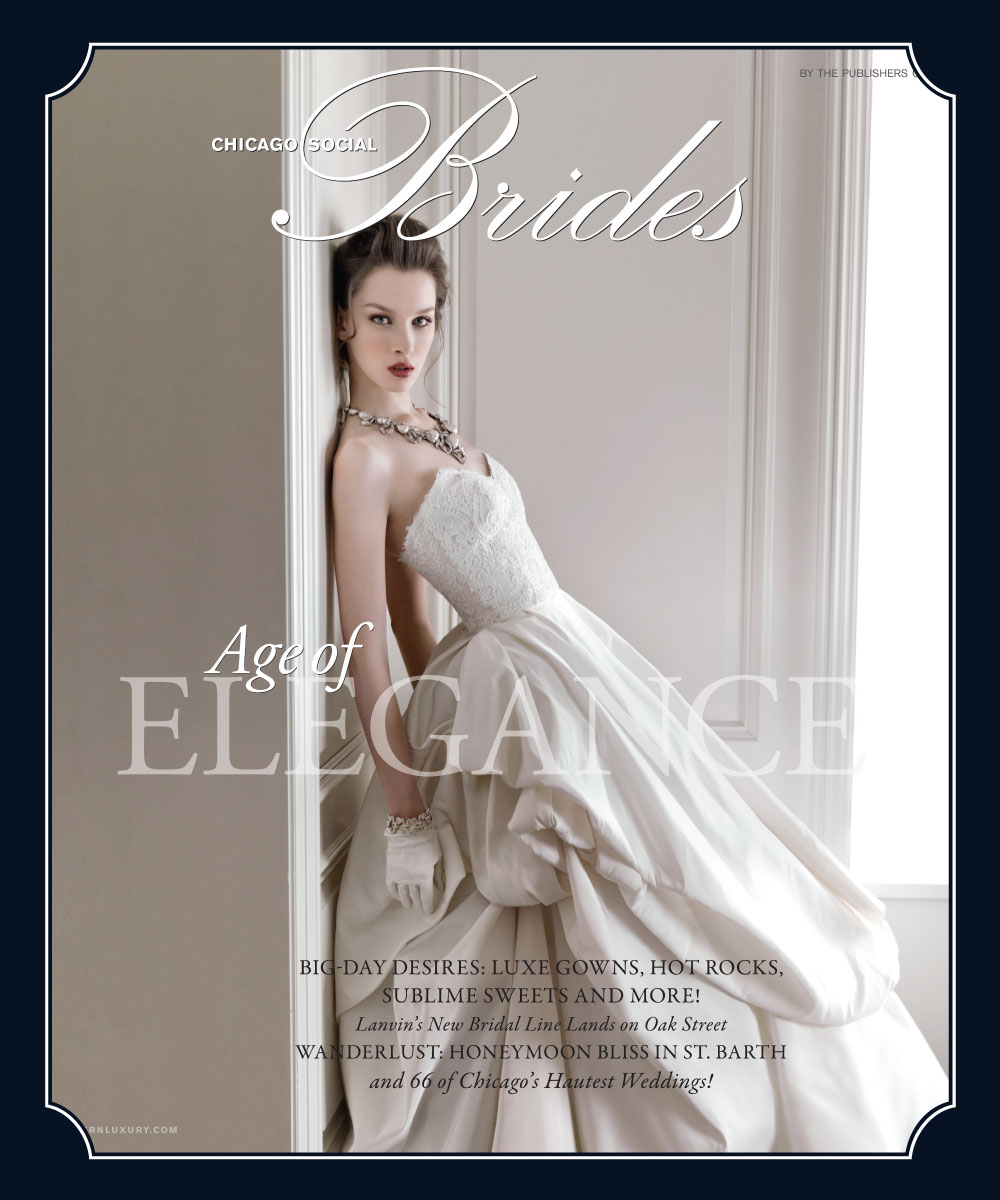 BY THE PUBLISHERS
CHICAGO SOCIAL
Brides
Age of
ELEGANCE
BIG-DAY DESIRES: LUXE GOWNS, HOT ROCKS,
SUBLIME SWEETS AND MORE!
Lanvin's New Bridal Line Lands on Oak Street
WANDERLUST: HONEYMOON BLISS IN ST. BARTH
and 66 of Chicago's Hautest Weddings!
RNLUXURY.COM